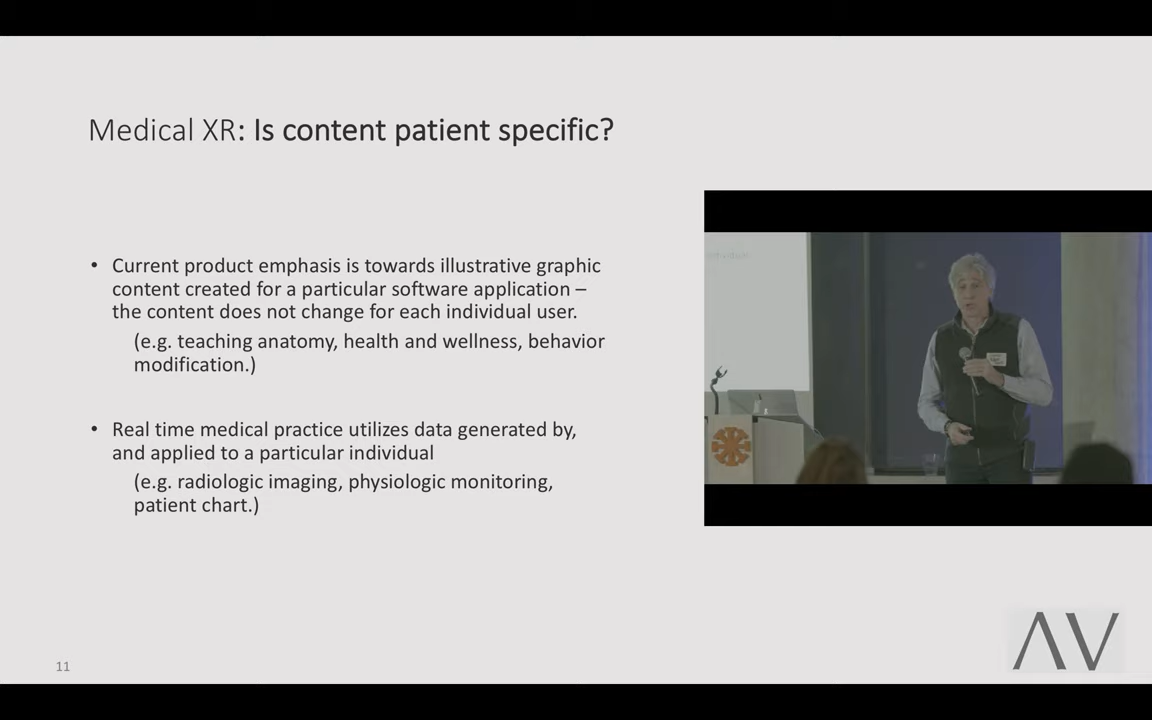 Medical XR: Is content patient specific?
• Current product emphasis is towards illustrative graphic
content created for a particular software application –
the content does not change for each individual user.
(e.g. teaching anatomy, health and wellness, behavior
modification.)
• Real time medical practice utilizes data generated by,
and applied to a particular individual
(e.g. radiologic imaging, physiologic monitoring,
patient chart.)
11
ΛV